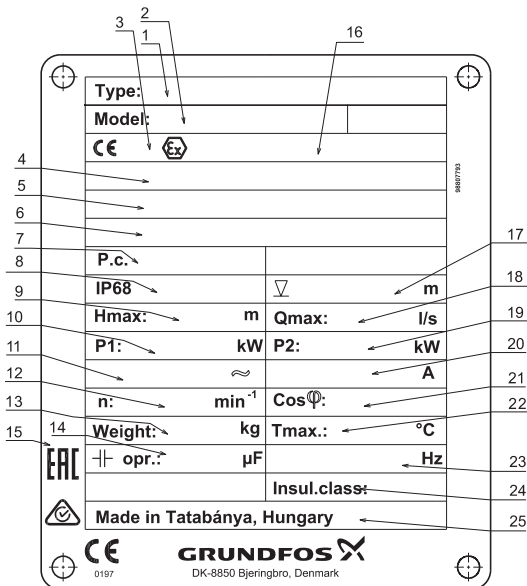 2
3
1
16
Type:
Model:
CE Ex
4
5
6
98807793
7
P.c.
17
8
IP68
m
18
9
Hmax: m
Qmax: l/s
19
10
P1: kW
P2: kW
20
11
A
21
12
n: min-1
Cosφ:
22
13
Weight: kg
Tmax.: °C
14
15
opr.: µF
Hz
23
EAC
Insul.class:
24
Made in Tatabánya, Hungary
25
CE
0197
GRUNDFOS
DK-8850 Bjeringbro, Denmark